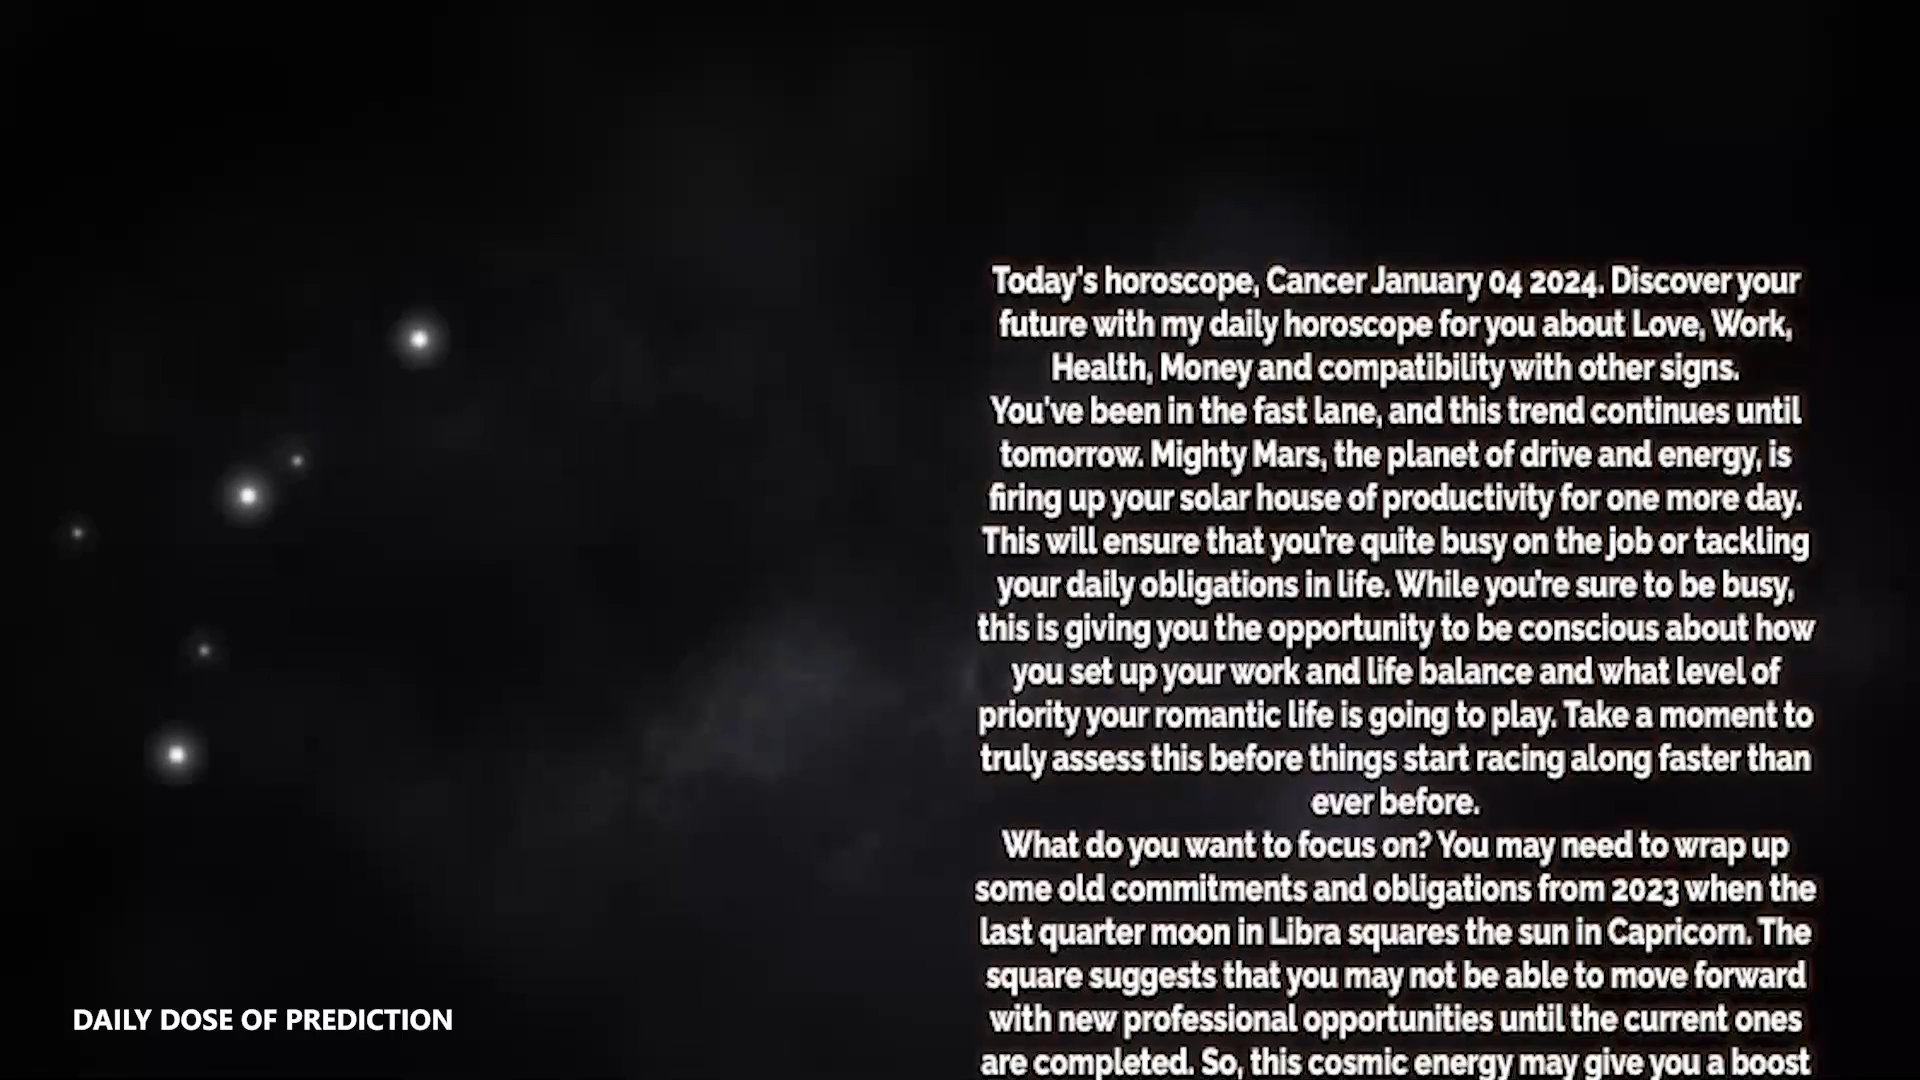 Today's horoscope, Cancer January 04 2024. Discover your
future with my daily horoscope for you about Love, Work,
Health, Money and compatibility with other signs.
You've been in the fast lane, and this trend continues until
tomorrow. Mighty Mars, the planet of drive and energy, is
firing up your solar house of productivity for one more day.
This will ensure that you're quite busy on the job or tackling
your daily obligations in life. While you're sure to be busy,
this is giving you the opportunity to be conscious about how
you set up your work and life balance and what level of
priority your romantic life is going to play. Take a moment to
truly assess this before things start racing along faster than
ever before.
What do you want to focus on? You may need to wrap up
some old commitments and obligations from 2023 when the
last quarter moon in Libra squares the sun in Capricorn. The
square suggests that you may not be able to move forward
with new professional opportunities until the current ones
are completed. So, this cosmic energy may give you a boost
DAILY DOSE OF PREDICTION